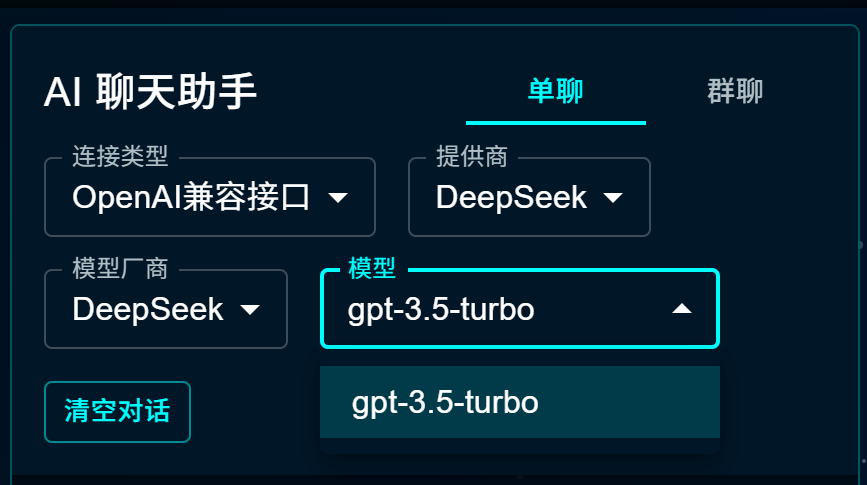 AI 聊天助手
单聊
群聊
连接类型
OpenAI兼容接口
提供商
DeepSeek
模型厂商
DeepSeek
模型
gpt-3.5-turbo
gpt-3.5-turbo
清空对话